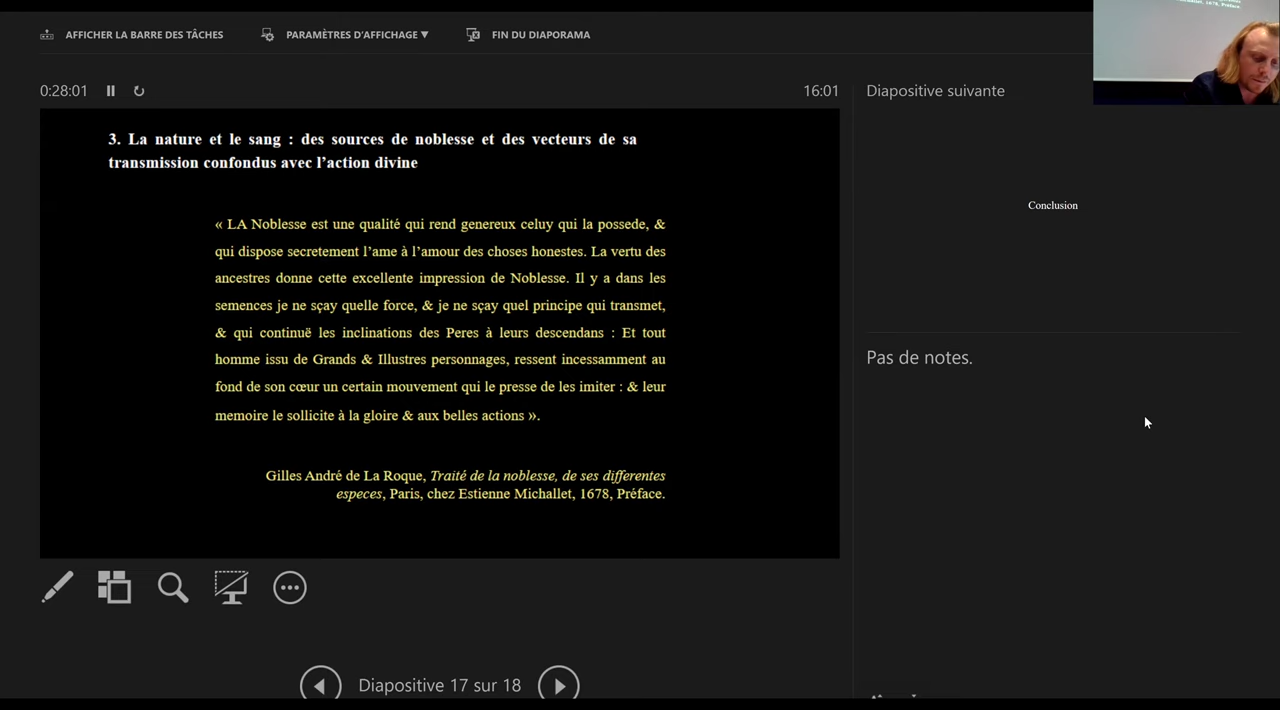 AFFICHER LA BARRE DES TÂCHES
PARAMÈTRES D'AFFICHAGE ▼
FIN DU DIAPORAMA
0:28:01
16:01
Diapositive suivante
3. La nature et le sang : des sources de noblesse et des vecteurs de sa
transmission confondus avec l'action divine
« LA Noblesse est une qualité qui rend genereux celuy qui la possede, &
qui dispose secretement l'ame à l'amour des choses honestes. La vertu des
ancestres donne cette excellente impression de Noblesse. Il y a dans les
semences je ne sçay quelle force, & je ne sçay quel principe qui transmet,
& qui continuë les inclinations des Peres à leurs descendans : Et tout
homme issu de Grands & Illustres personnages, ressent incessamment au
fond de son cœur un certain mouvement qui le presse de les imiter : & leur
memoire le sollicite à la gloire & aux belles actions ».
Gilles André de La Roque, Traité de la noblesse, de ses differentes
especes, Paris, chez Estienne Michallet, 1678, Préface.
Conclusion
Pas de notes.
Diapositive 17 sur 18
1678, Préface.